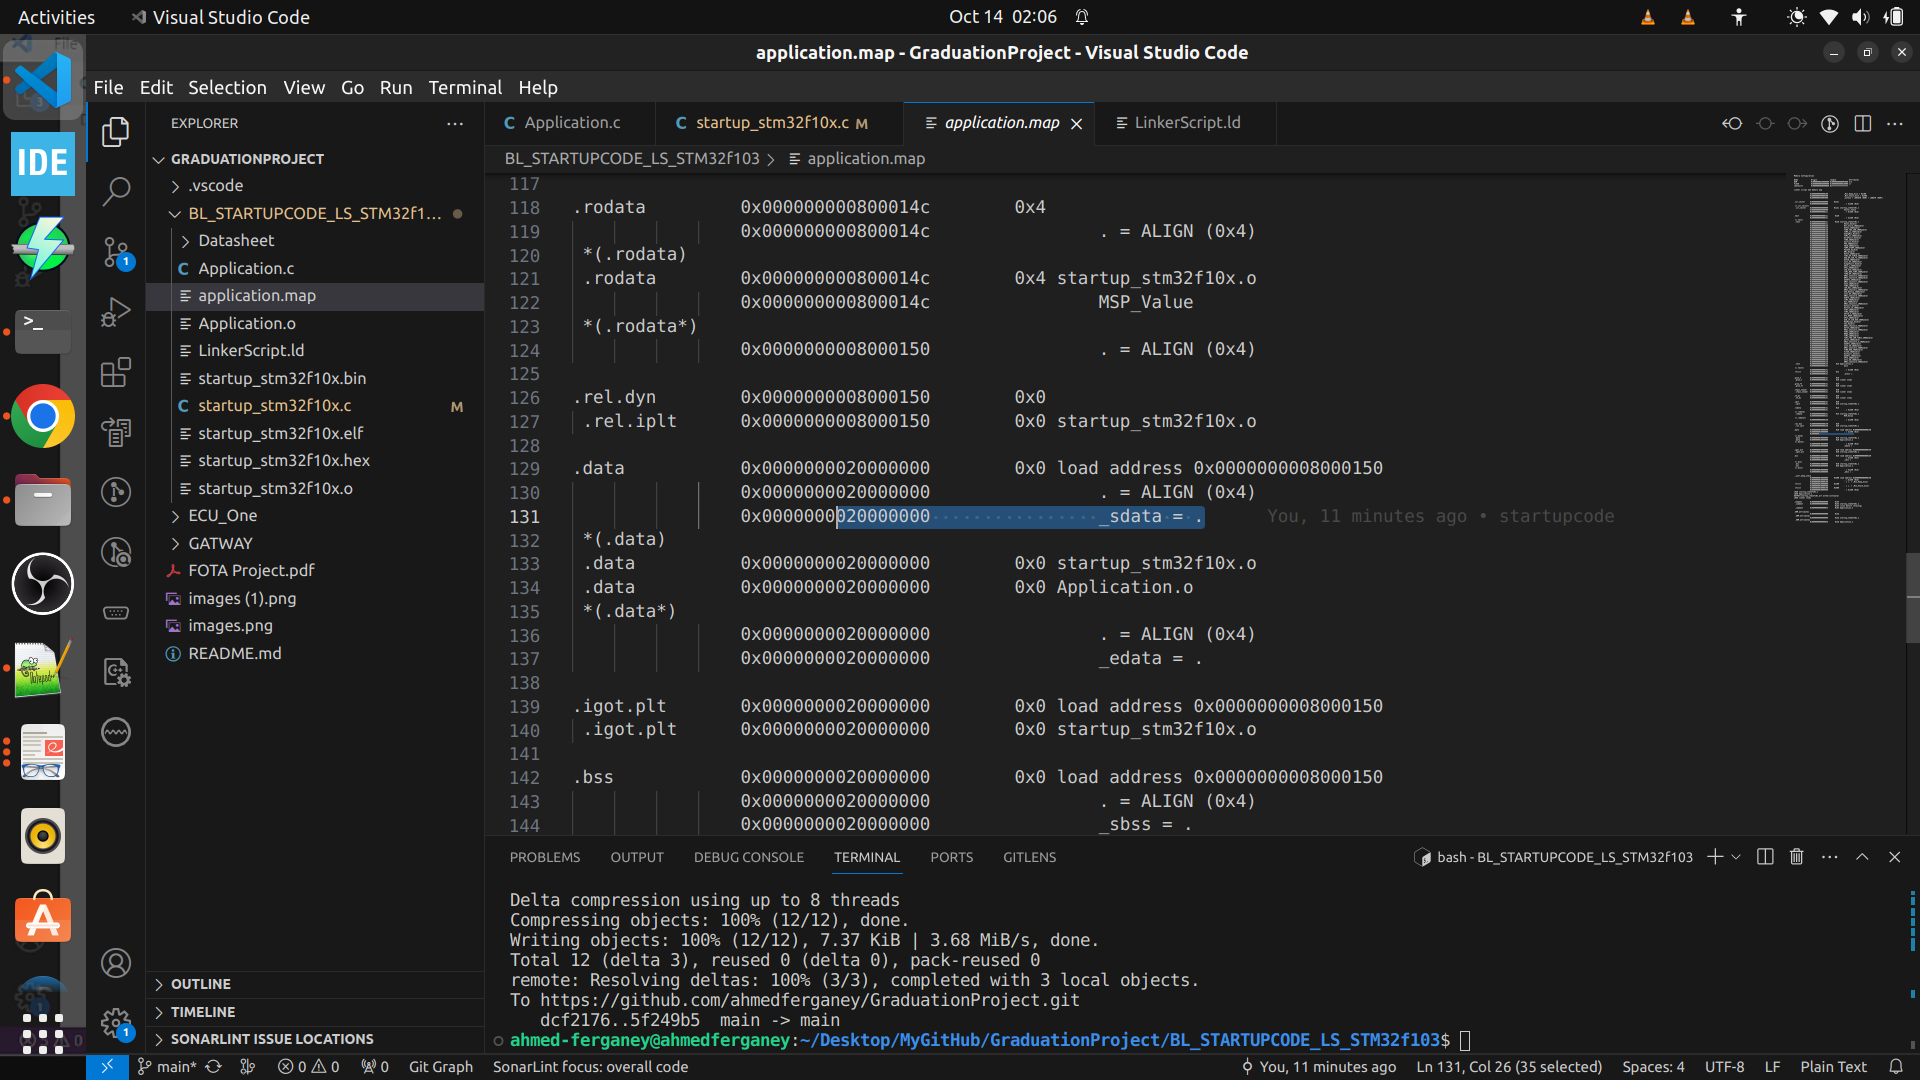 Activities
Visual Studio Code
Oct 14 02:06
application.map - GraduationProject - Visual Studio Code
File Edit Selection View Go Run Terminal Help
IDE
EXPLORER
GRADUATIONPROJECT
.vscode
BL_STARTUPCODE_LS_STM32f1...
Datasheet
Application.c
application.map
Application.o
LinkerScript.ld
startup_stm32f10x.bin
startup_stm32f10x.c M
startup_stm32f10x.elf
startup_stm32f10x.hex
startup_stm32f10x.o
ECU_One
GATWAY
FOTA Project.pdf
images (1).png
images.png
README.md
OUTLINE
TIMELINE
SONARLINT ISSUE LOCATIONS
Application.c
startup_stm32f10x.c M
application.map
LinkerScript.ld
BL_STARTUPCODE_LS_STM32f103 > application.map
117
118 .rodata 0x000000000800014c 0x4
119 0x000000000800014c . = ALIGN (0x4)
120 *(.rodata)
121 .rodata 0x000000000800014c 0x4 startup_stm32f10x.o
122 0x000000000800014c MSP_Value
123 *(.rodata*)
124 0x0000000008000150 . = ALIGN (0x4)
125
126 .rel.dyn 0x0000000008000150 0x0
127 .rel.iplt 0x0000000008000150 0x0 startup_stm32f10x.o
128
129 .data 0x0000000020000000 0x0 load address 0x0000000008000150
130 0x0000000020000000 . = ALIGN (0x4)
131 0x0000000020000000 _sdata = . You, 11 minutes ago • startupcode
132 *(.data)
133 .data 0x0000000020000000 0x0 startup_stm32f10x.o
134 .data 0x0000000020000000 0x0 Application.o
135 *(.data*)
136 0x0000000020000000 . = ALIGN (0x4)
137 0x0000000020000000 _edata = .
138
139 .igot.plt 0x0000000020000000 0x0 load address 0x0000000008000150
140 .igot.plt 0x0000000020000000 0x0 startup_stm32f10x.o
141
142 .bss 0x0000000020000000 0x0 load address 0x0000000008000150
143 0x0000000020000000 . = ALIGN (0x4)
144 0x0000000020000000 _sbss = .
PROBLEMS OUTPUT DEBUG CONSOLE TERMINAL PORTS GITLENS
bash - BL_STARTUPCODE_LS_STM32f103
Delta compression using up to 8 threads
Compressing objects: 100% (12/12), done.
Writing objects: 100% (12/12), 7.37 KiB | 3.68 MiB/s, done.
Total 12 (delta 3), reused 0 (delta 0), pack-reused 0
remote: Resolving deltas: 100% (3/3), completed with 3 local objects.
To https://github.com/ahmedferganey/GraduationProject.git
dcf2176..5f249b5 main -> main
ahmed-ferganey@ahmedferganey:~/Desktop/MyGitHub/GraduationProject/BL_STARTUPCODE_LS_STM32f103$
main* 0 0 0 Git Graph SonarLint focus: overall code
You, 11 minutes ago Ln 131, Col 26 (35 selected) Spaces: 4 UTF-8 LF Plain Text